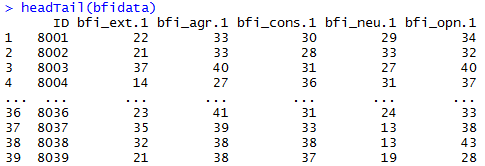 > headTail(bfidata)
ID bfi_ext.1 bfi_agr.1 bfi_cons.1 bfi_neu.1 bfi_opn.1
1 8001 22 33 30 29 34
2 8002 21 33 28 33 32
3 8003 37 40 31 27 40
4 8004 14 27 36 31 37
... ... ... ... ... ... ...
36 8036 23 41 31 24 33
37 8037 35 39 33 13 38
38 8038 32 38 38 13 43
39 8039 21 38 37 19 28